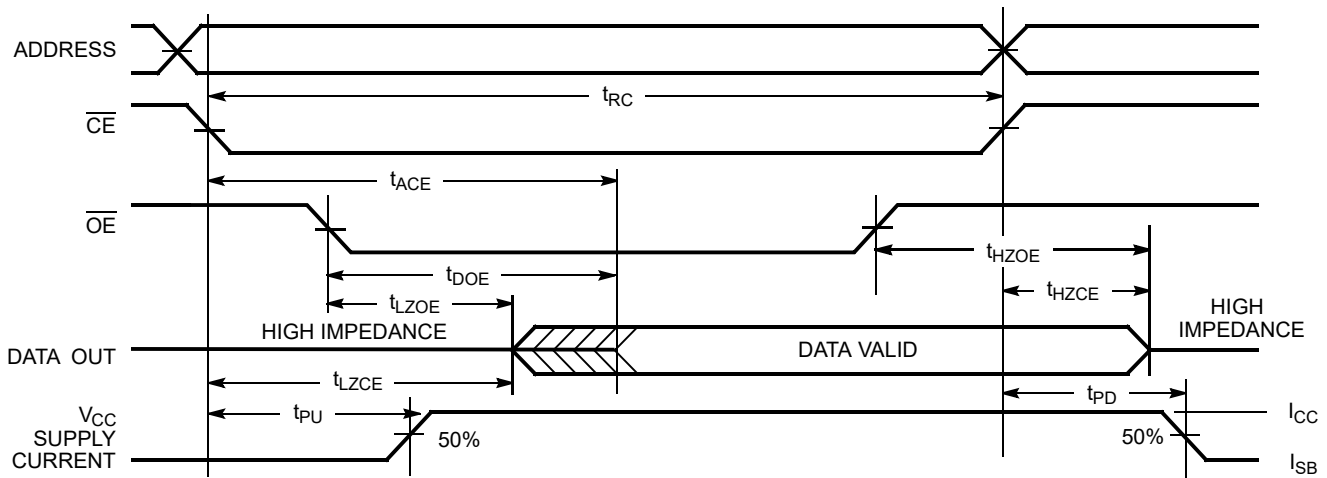 ADDRESS
tRC
CE
tACE
OE
tDOE
tHZOE
tLZOE
tHZCE
HIGH IMPEDANCE
HIGH
IMPEDANCE
DATA OUT
DATA VALID
tLZCE
tPU
tPD
VCC
SUPPLY
CURRENT
50%
50%
ICC
ISB